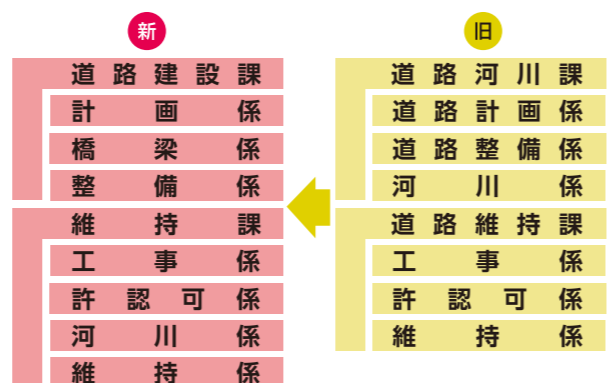 新
道路建設課
計画係
橋梁係
整備係
維持課
工事係
許認可係
河川係
維持係
旧
道路河川課
道路計画係
道路整備係
河川係
道路維持課
工事係
許認可係
維持係